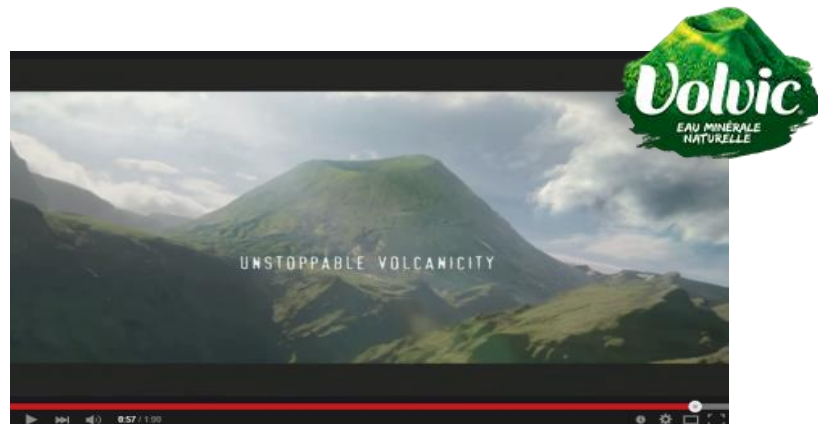 Volvic
EAU MINÉRALE
NATURELLE
UNSTOPPABLE VOLCANICITY
0:57 / 1:00